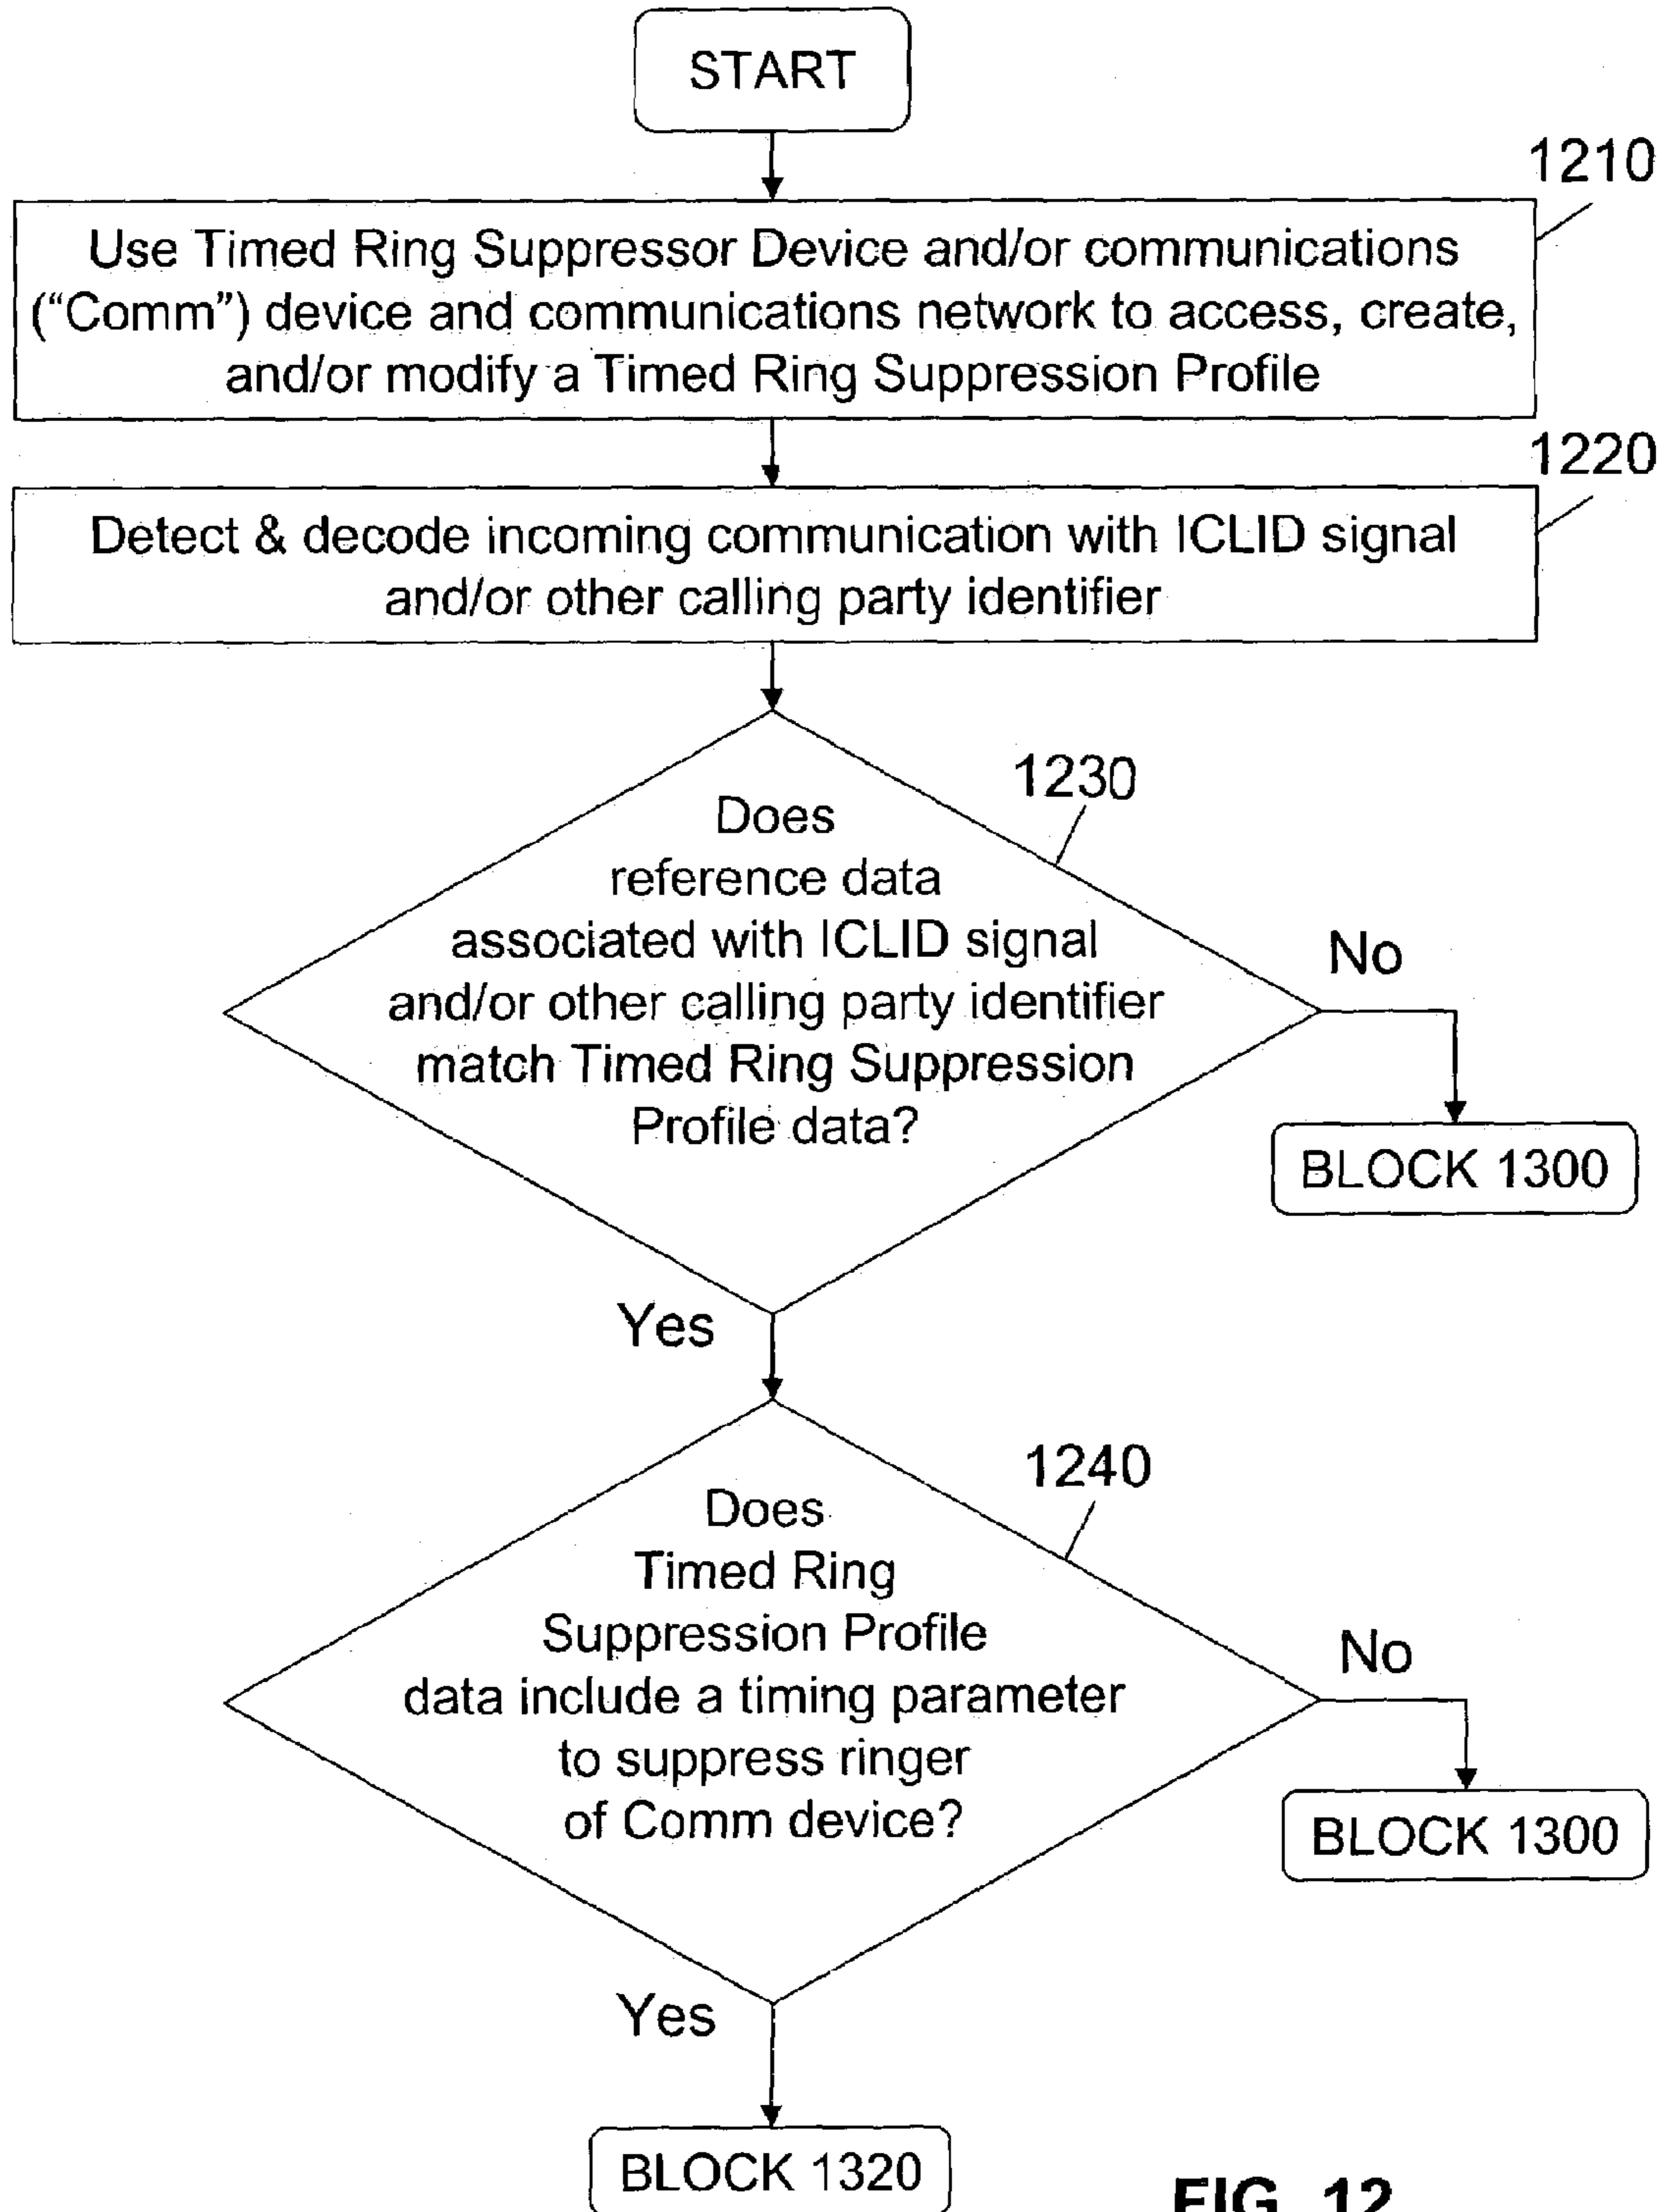 START
1210
Use Timed Ring Suppressor Device and/or communications
(“Comm”) device and communications network to access, create,
and/or modify a Timed Ring Suppression Profile
1220
Detect & decode incoming communication with ICLID signal
and/or other calling party identifier
1230
Does
reference data
associated with ICLID signal
and/or other calling party identifier
match Timed Ring Suppression
Profile data?
No
BLOCK 1300
Yes
1240
Does
Timed Ring
Suppression Profile
data include a timing parameter
to suppress ringer
of Comm device?
No
BLOCK 1300
Yes
BLOCK 1320
FIG. 12